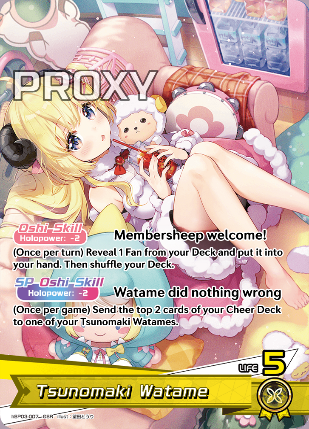 PROXY
Oshi-Skill
Holopower: -2
Membersheep welcome!
(Once per turn) Reveal 1 Fan from your Deck and put it into
your hand. Then shuffle your Deck.
SP-Oshi-Skill
Holopower: -2
Watame did nothing wrong
(Once per game) Send the top 2 cards of your Cheer Deck
to one of your Tsunomaki Watames.
LIFE 5
Tsunomaki Watame